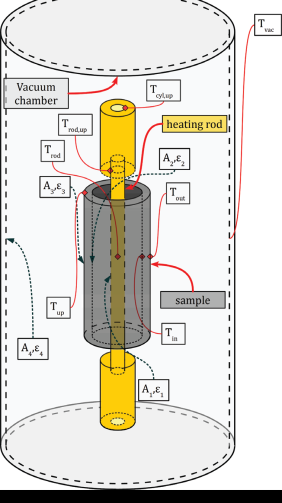 T_vac
Vacuum
chamber
T_cyl,up
T_rod,up
heating rod
T_rod
A_2,ε_2
A_3,ε_3
T_out
T_up
sample
T_in
A_4,ε_4
A_1,ε_1